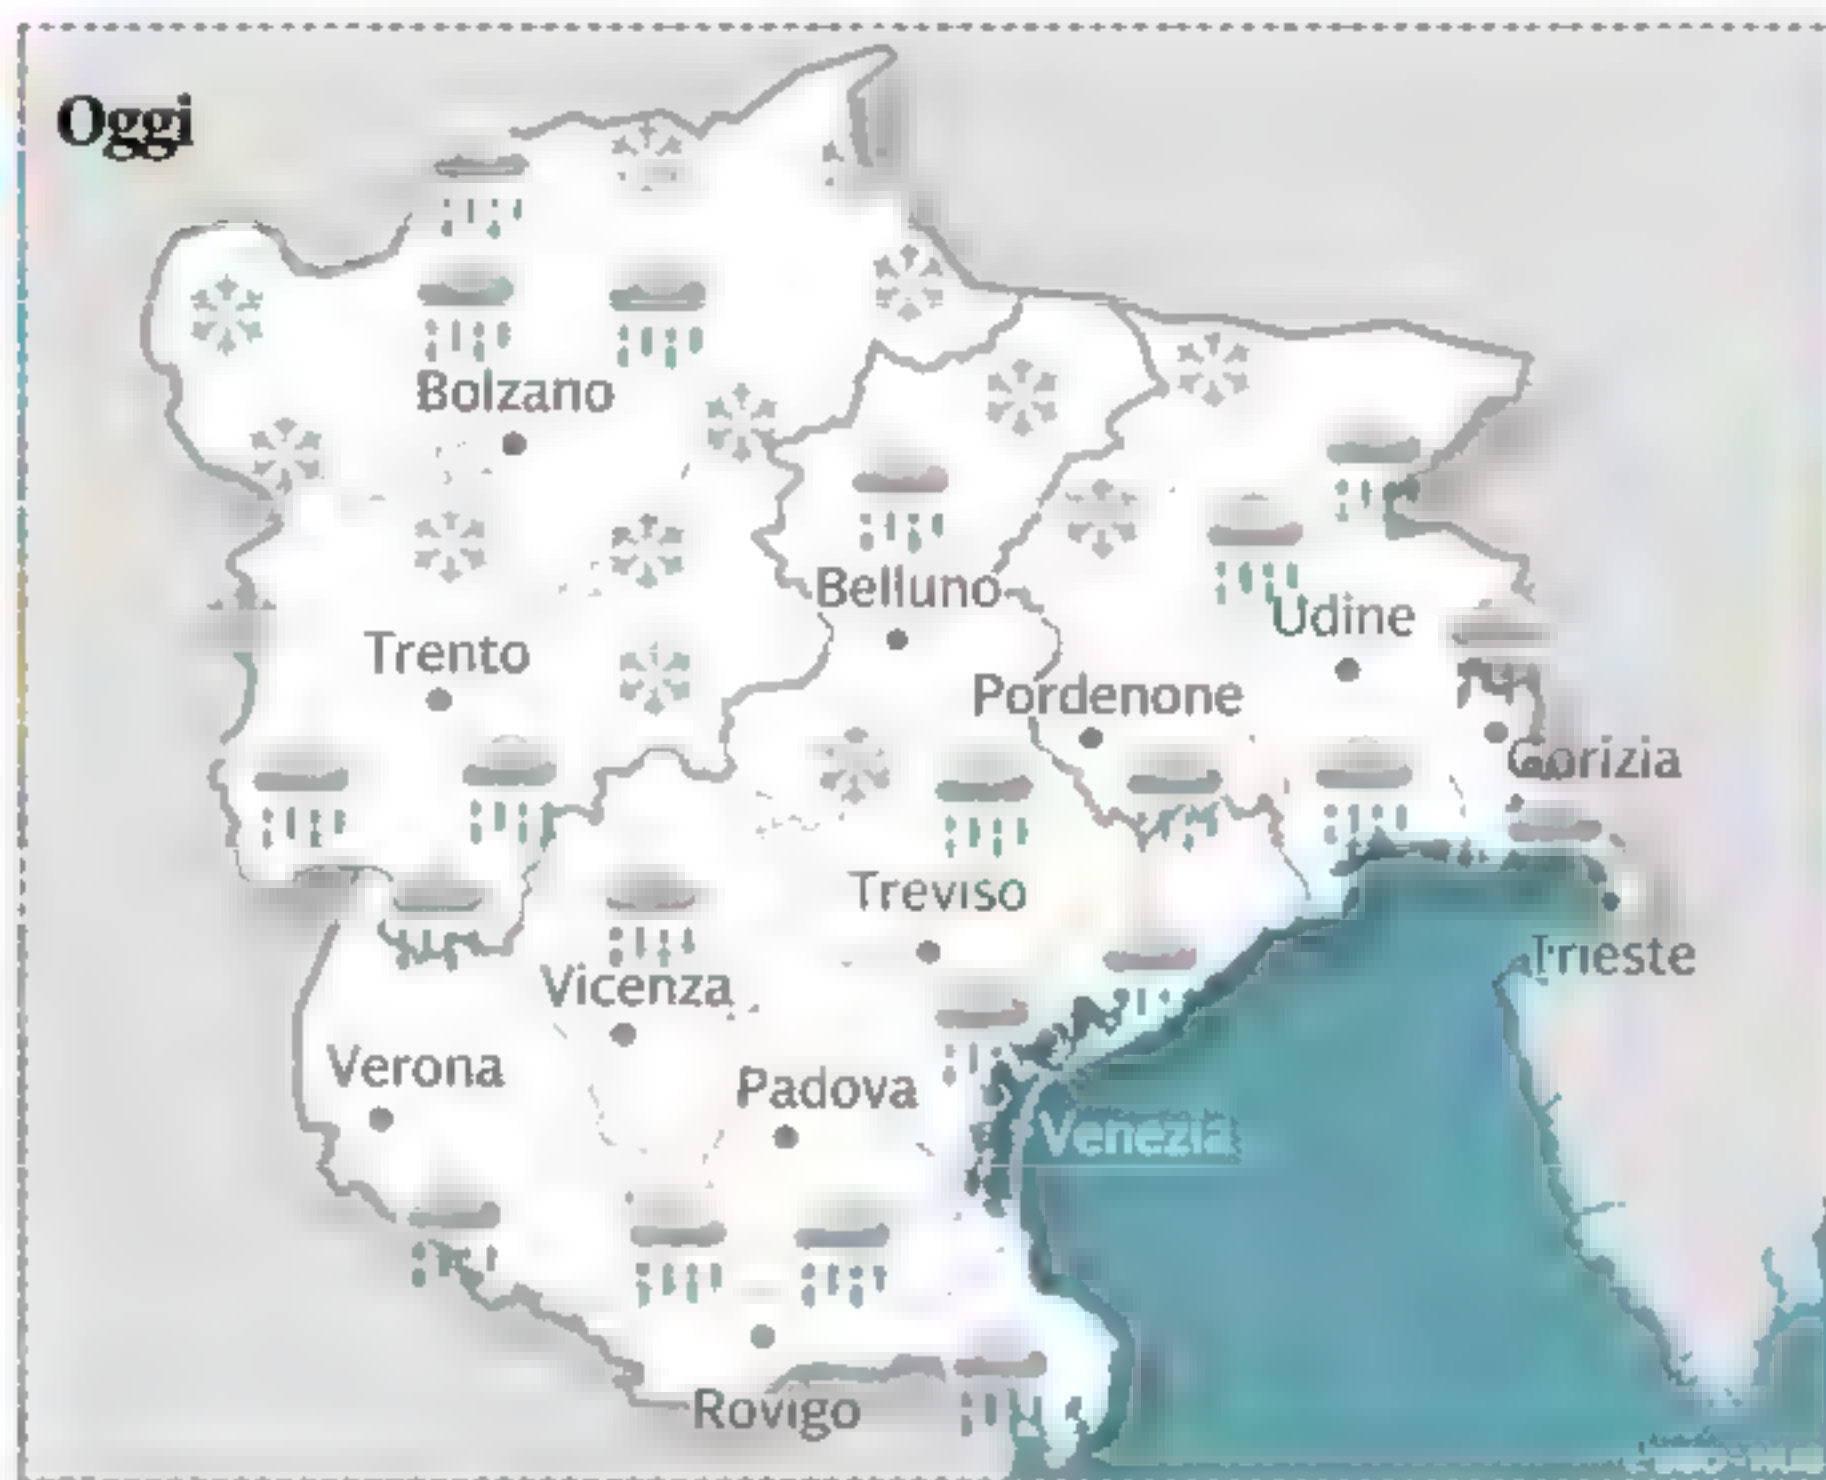 Oggi
Bolzano
Belluno
Udine
Trento
Pordenone
Gorizia
Treviso
Trieste
Vicenza
Verona
Padova
Venezia
Rovigo